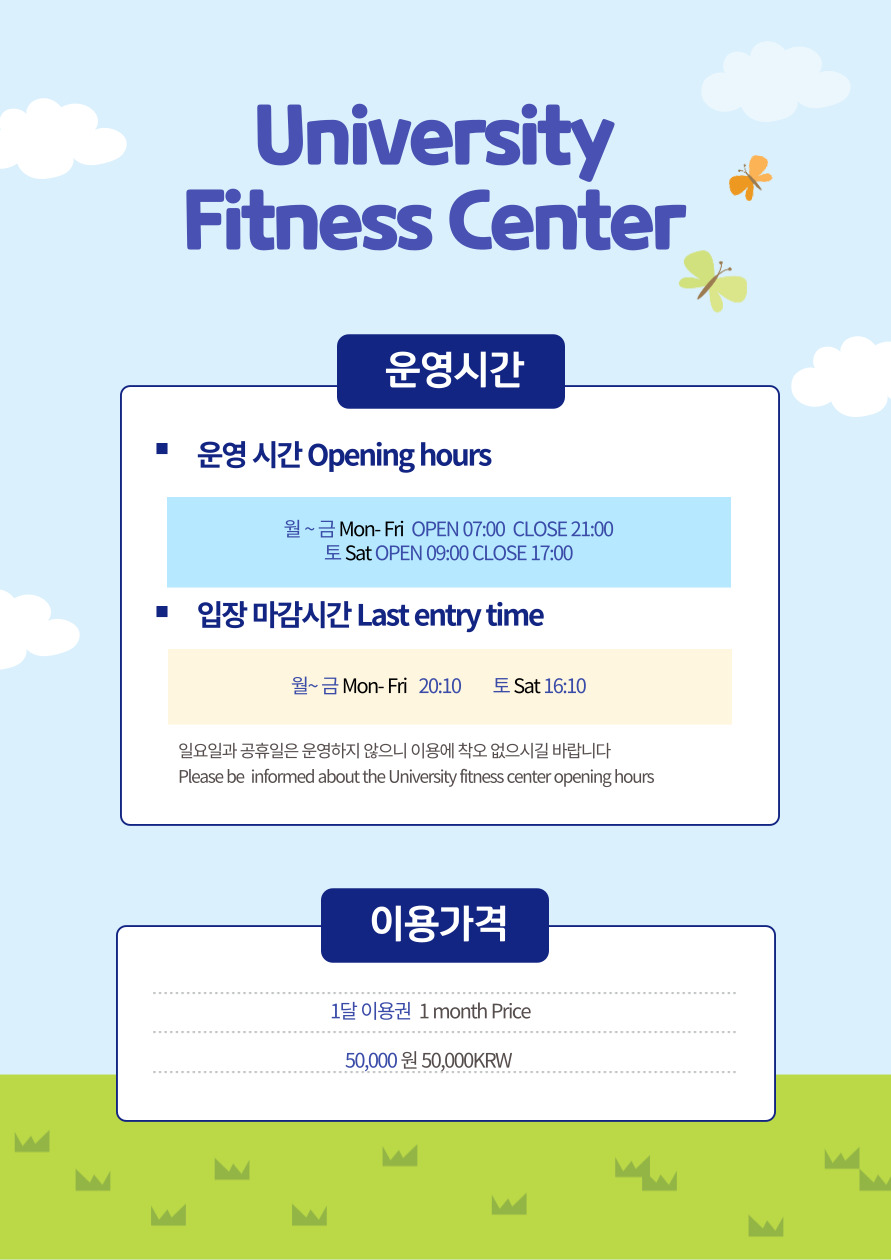 University
Fitness Center
운영시간
운영 시간 Opening hours
월 ~ 금 Mon- Fri OPEN 07:00 CLOSE 21:00
토 Sat OPEN 09:00 CLOSE 17:00
입장 마감시간 Last entry time
월~ 금 Mon- Fri 20:10 토 Sat 16:10
일요일과 공휴일은 운영하지 않으니 이용에 착오 없으시길 바랍니다
Please be informed about the University fitness center opening hours
이용가격
1달 이용권 1 month Price
50,000 원 50,000KRW